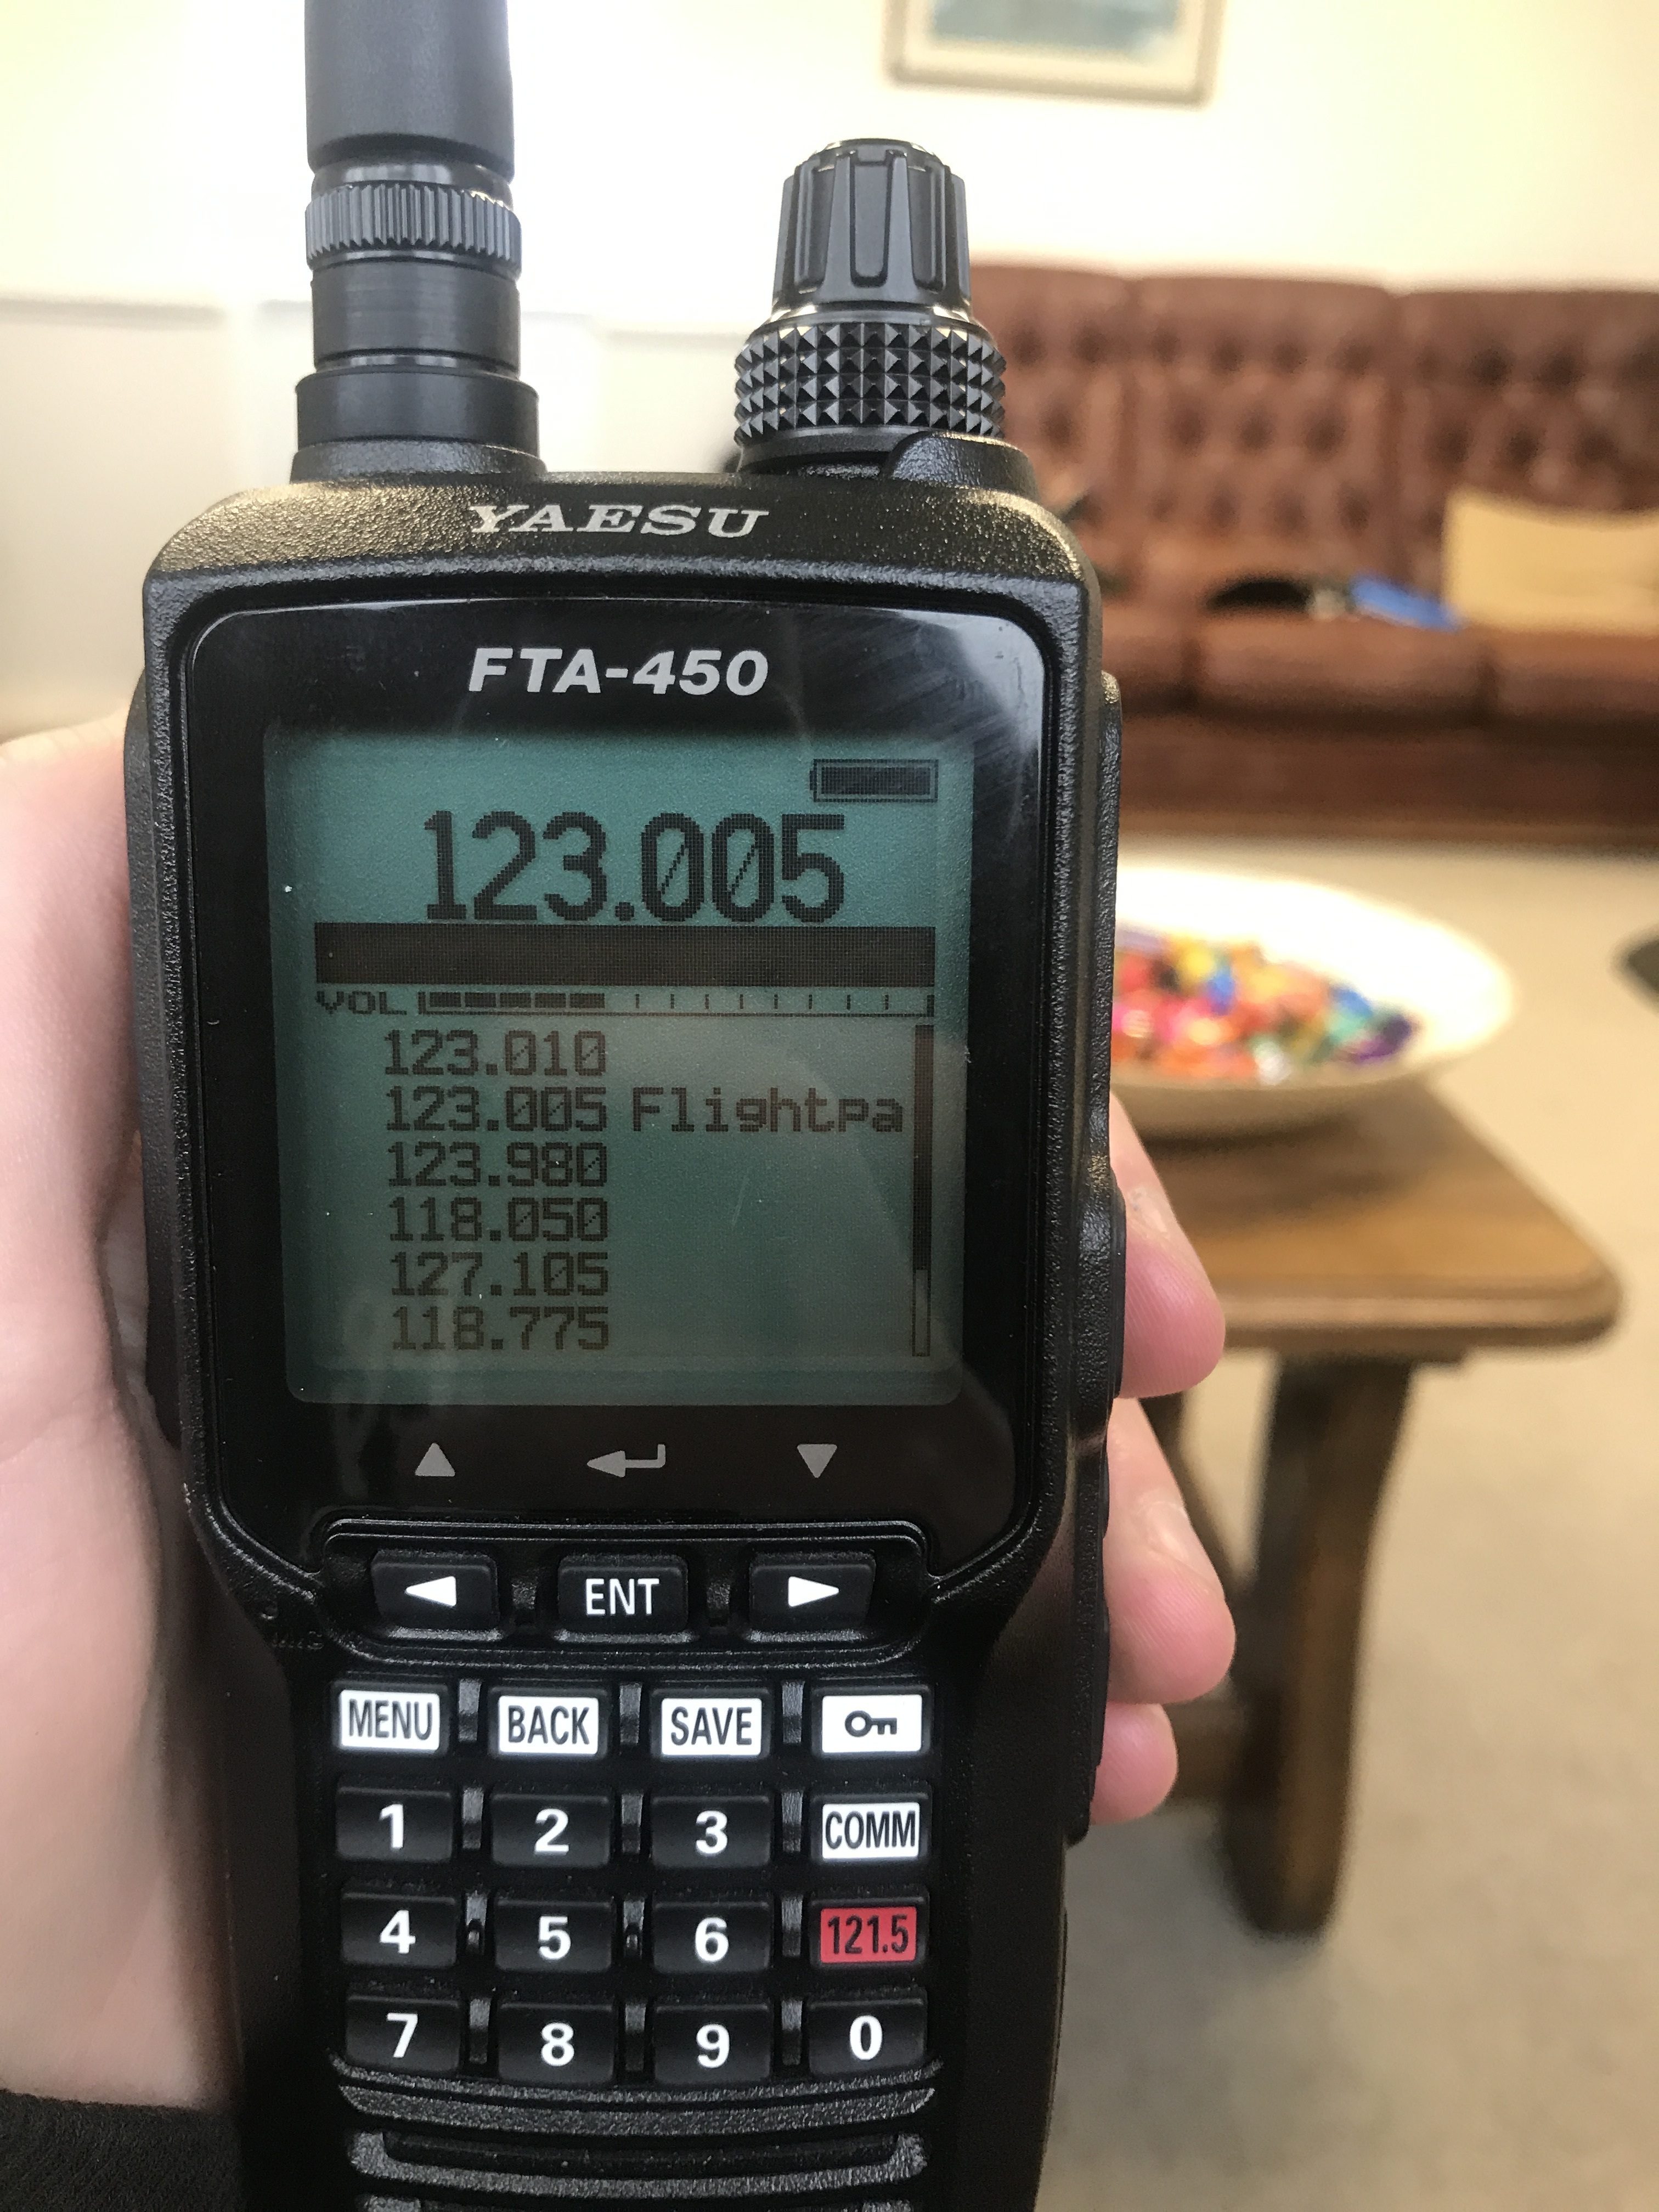 YAESU
FTA-450
123.005
VOL
123.010
123.005 Flightpa
123.980
118.050
127.105
118.775
ENT
MENU BACK SAVE
1 2 3 COMM
4 5 6 121.5
7 8 9 0